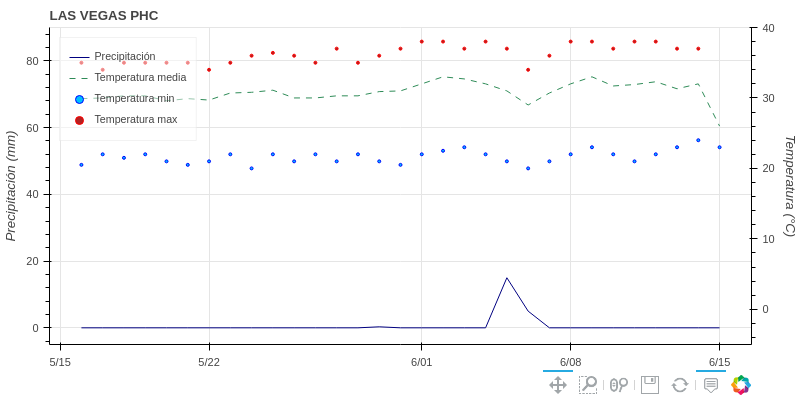 LAS VEGAS PHC
Precipitación
Temperatura media
Temperatura min
Temperatura max
Precipitación (mm)
80
60
40
20
0
Temperatura (°C)
40
30
20
10
0
5/15
5/22
6/01
6/08
6/15